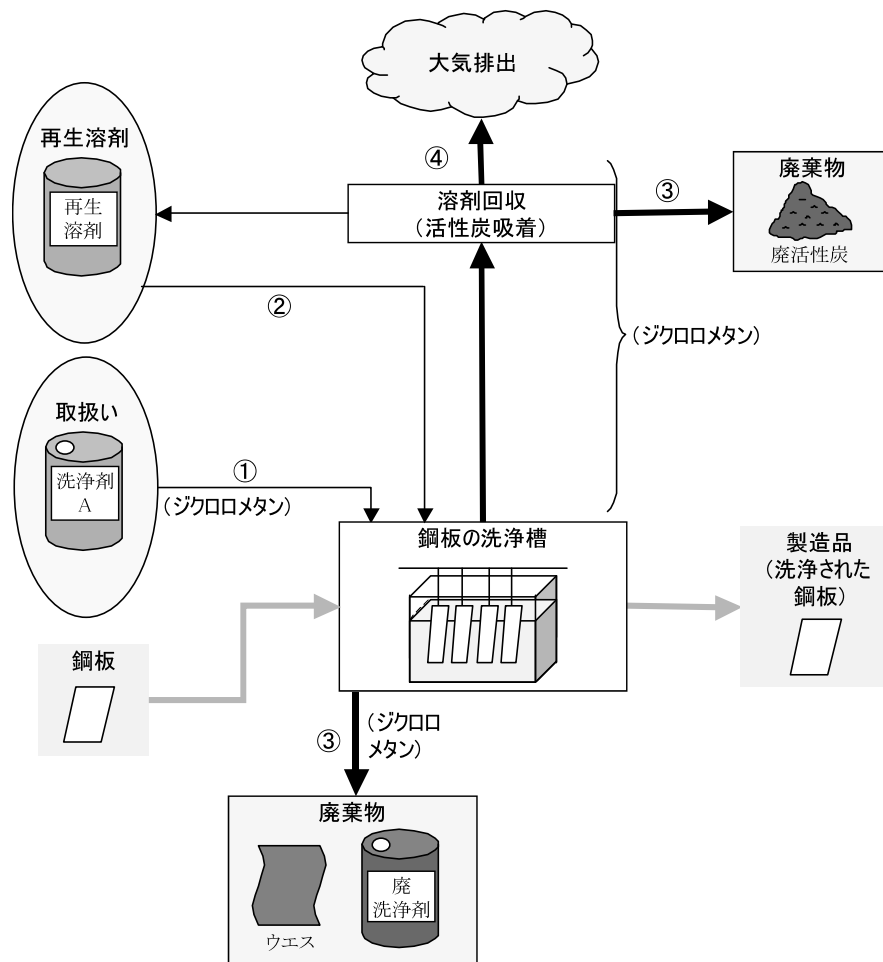 大気排出
④
再生溶剤
再生
溶剤
溶剤回収
(活性炭吸着)
③
廃棄物
廃活性炭
②
(ジクロロメタン)
取扱い
洗浄剤
A
①
(ジクロロメタン)
鋼板の洗浄槽
製造品
(洗浄された
鋼板)
鋼板
③
(ジクロロ
メタン)
廃棄物
廃
洗浄剤
ウエス